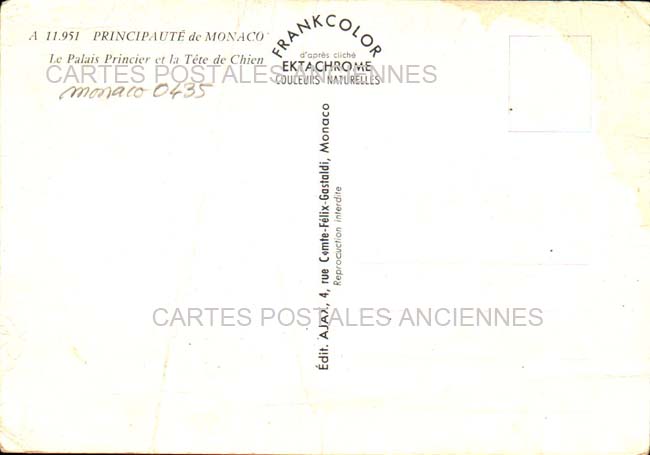 A 11.951 PRINCIPAUTÉ de MONACO
Le Palais Princier et la Tête de Chien
monaco 0435
FRANKCOLOR
d'après cliché
EKTACHROME
COULEURS NATURELLES
CARTES POSTALES ANCIENNES
Édit. AJAX, 4, rue Comte-Félix-Gastaldi, Monaco
Reproduction interdite
CARTES POSTALES ANCIENNES